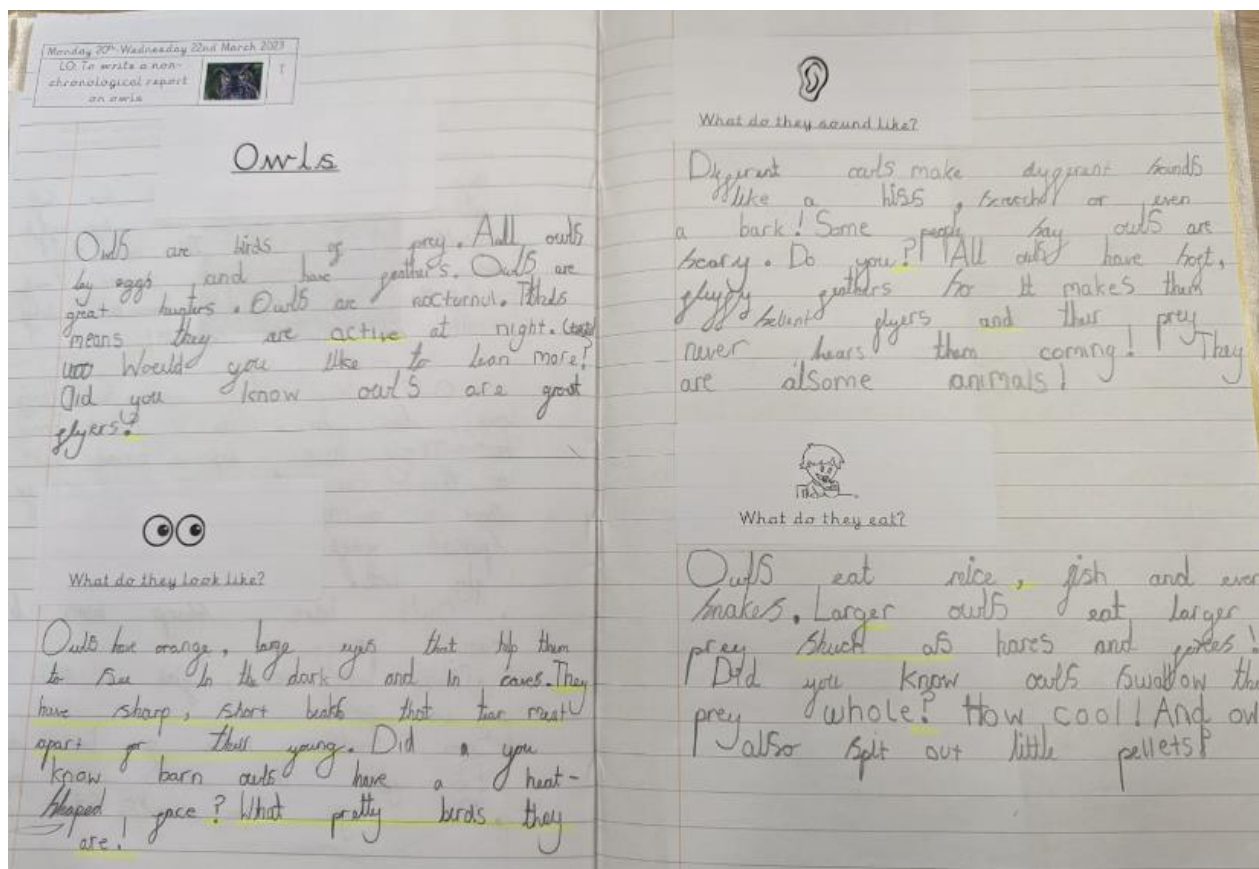 Monday 20th-Wednesday 22nd March 2023
LO: To write a non-
chronological report
on owls
T
Owls
Owls are birds of prey. All owls
lay eggs and have feathers. Owls are
great hunters. Owls are nocturnul. This
means they are active at night.
Would you like to lean more?
Did you know owls are great
flyers?
What do they look like?
Owls have orange, large eyes that help them
to see in the dark and in caves. They
have sharp, short beaks that tear meat
apart for their young. Did a you
know barn owls have a heat-
shaped face? What pretty birds they
are!
What do they sound like?
Different owls make dyfferent sounds
like a hiss, screech or even
a bark! Some people say owls are
scary. Do you? All owls have soft,
fluffy feathers so it makes them
flyers and their prey
never hears them coming! They
are alsome animals!
What do they eat?
Owls eat mice, fish and even
snakes. Larger owls eat larger
prey shuch as hares and foxes!
Did you know owls swallow the
prey whole? How cool! And owl
also spit out little pellets!